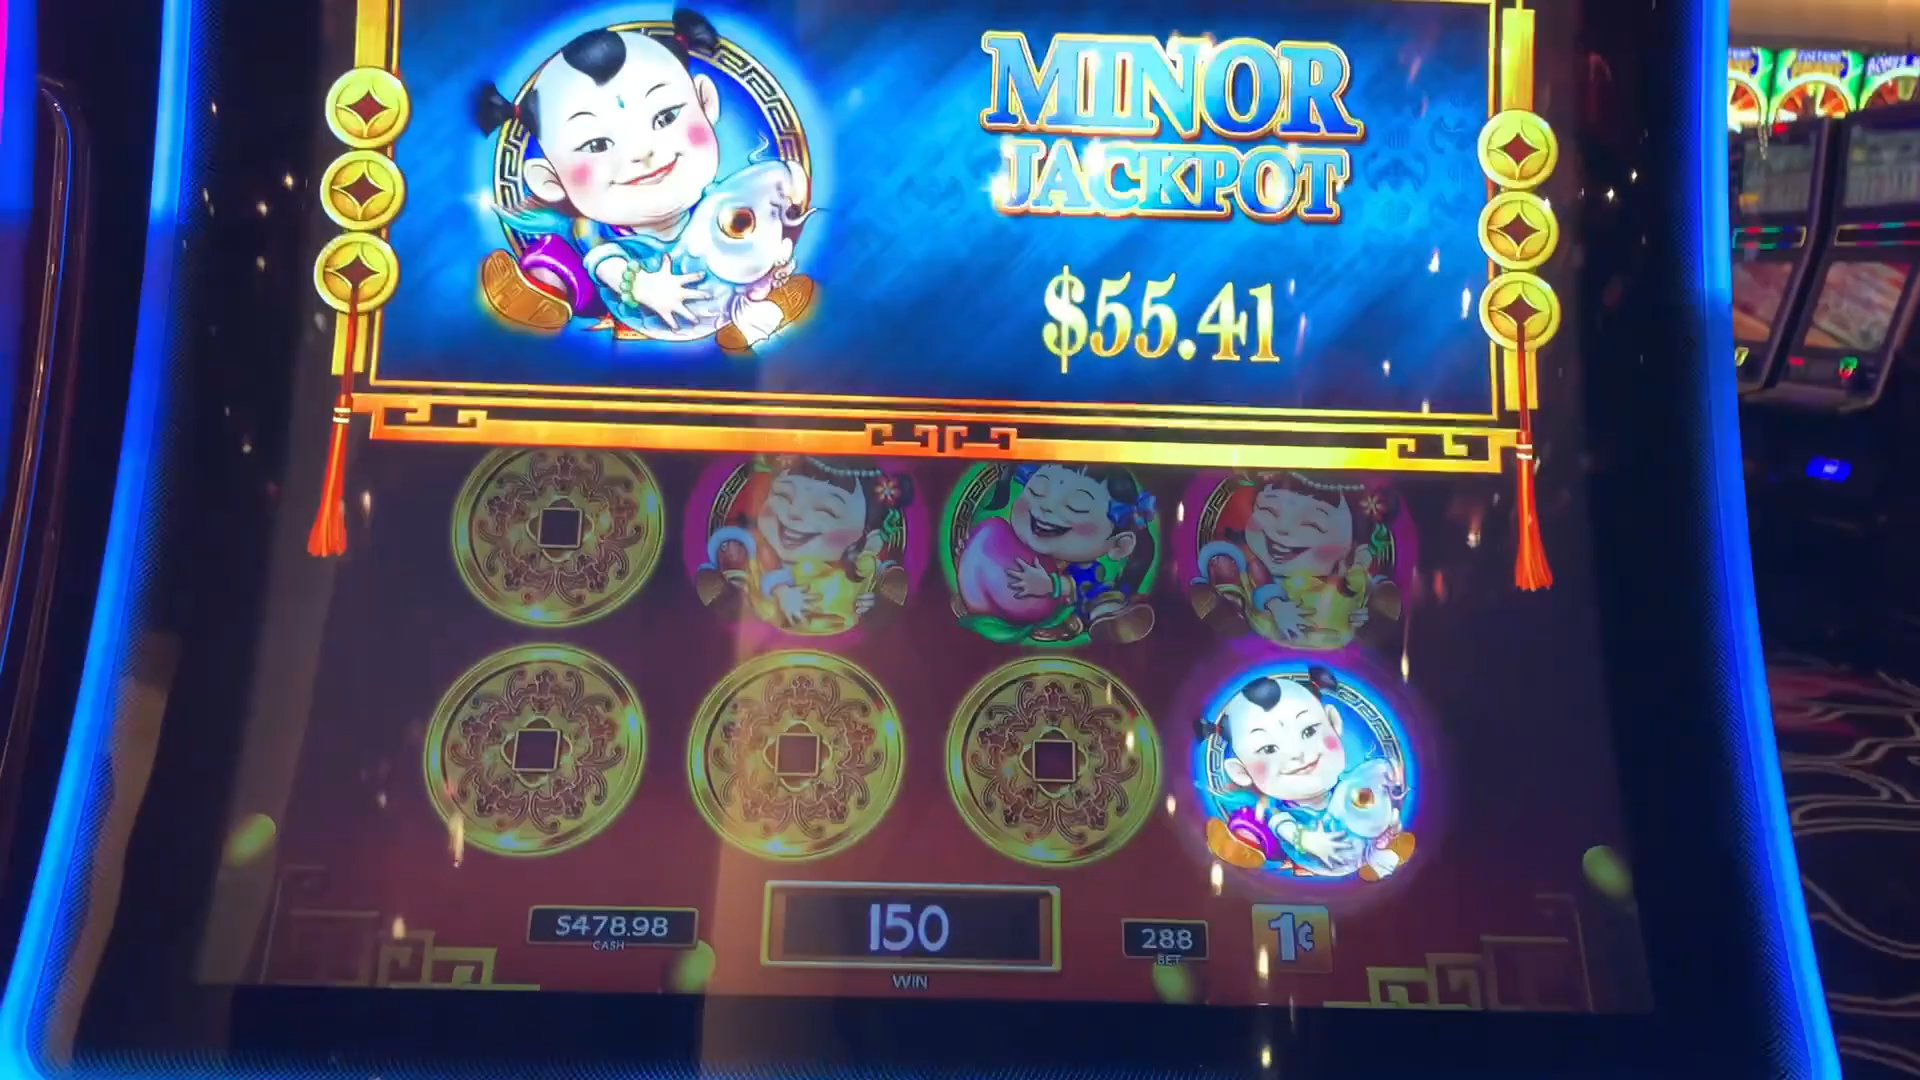 MINOR
JACKPOT
$55.41
$478.98
CASH
150
WIN
288
BET
1¢